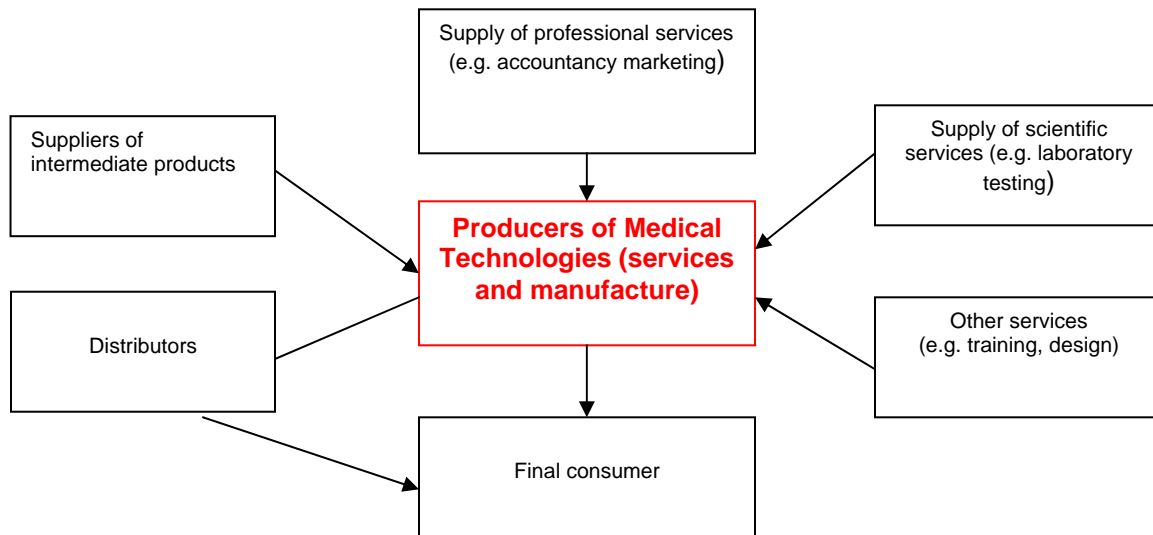 Supply of professional services
(e.g. accountancy marketing)
Suppliers of
intermediate products
Supply of scientific
services (e.g. laboratory
testing)
Producers of Medical
Technologies (services
and manufacture)
Distributors
Other services
(e.g. training, design)
Final consumer